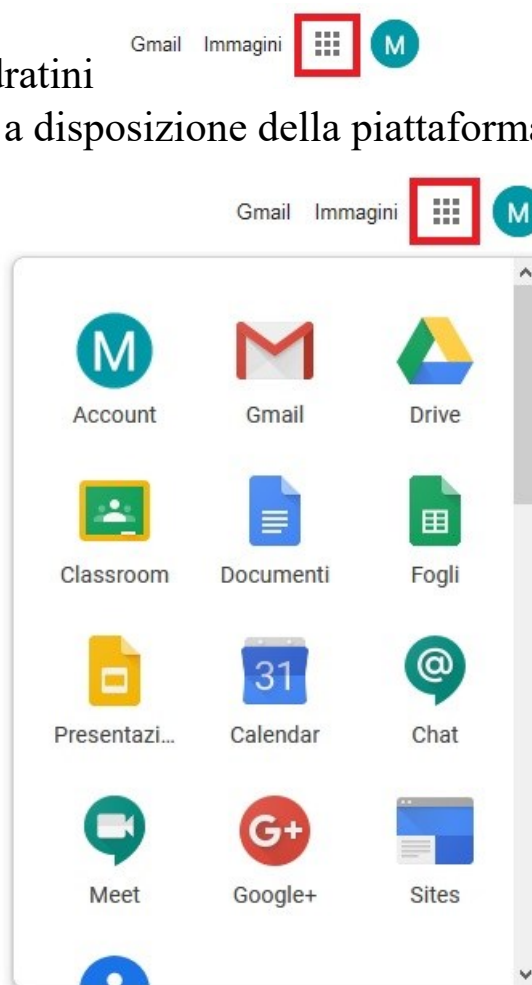 Gmail Immagini M
dratini
a disposizione della piattaforma
Gmail Immagini M
M
Account Gmail Drive
Classroom Documenti Fogli
31 @
Presentazi... Calendar Chat
G+
Meet Google+ Sites